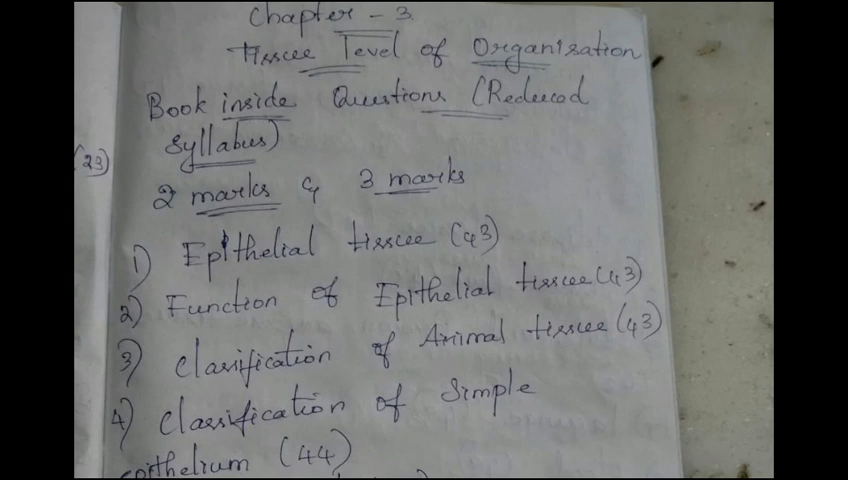 Chapter - 3
Tissue level of Organisation
Book inside Questions (Reduced
Syllabus)
(23)
2 marks & 3 marks
1) Epithelial tissue (43)
2) Function of Epithelial tissue (43)
3) Classification of Animal tissue (43)
4) Classification of Simple
epithelium (44)